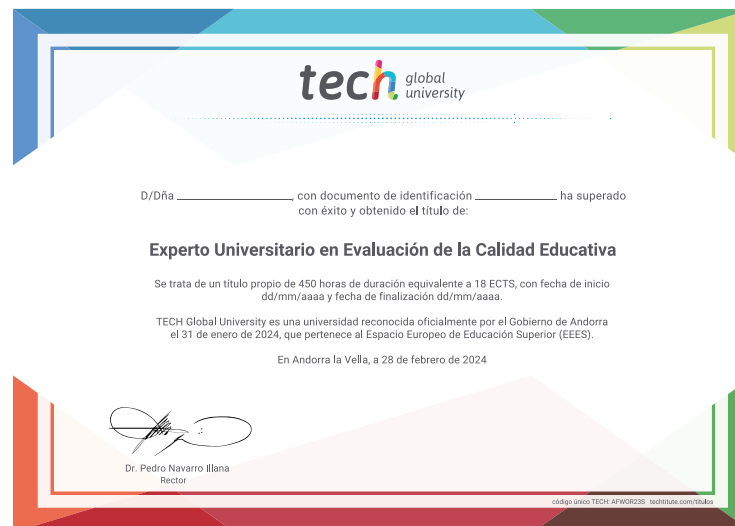 tech global university
D/Dña ______________, con documento de identificación ______________ ha superado
con éxito y obtenido el título de:
Experto Universitario en Evaluación de la Calidad Educativa
Se trata de un título propio de 450 horas de duración equivalente a 18 ECTS, con fecha de inicio
dd/mm/aaaa y fecha de finalización dd/mm/aaaa.
TECH Global University es una universidad reconocida oficialmente por el Gobierno de Andorra
el 31 de enero de 2024, que pertenece al Espacio Europeo de Educación Superior (EEES).
En Andorra la Vella, a 28 de febrero de 2024
Dr. Pedro Navarro Illana
Rector
código único TECH: AFWOR23S techtitute.com/titulos